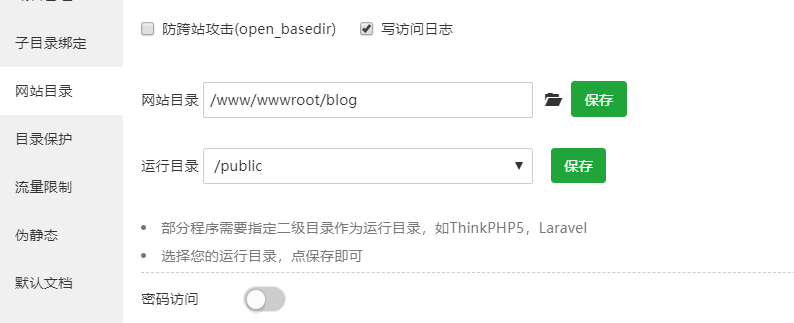 子目录绑定
网站目录
目录保护
流量限制
伪静态
默认文档
防跨站攻击(open_basedir) 写访问日志
网站目录 /www/wwwroot/blog 保存
运行目录 /public 保存
部分程序需要指定二级目录作为运行目录，如ThinkPHP5，Laravel
选择您的运行目录，点保存即可
密码访问